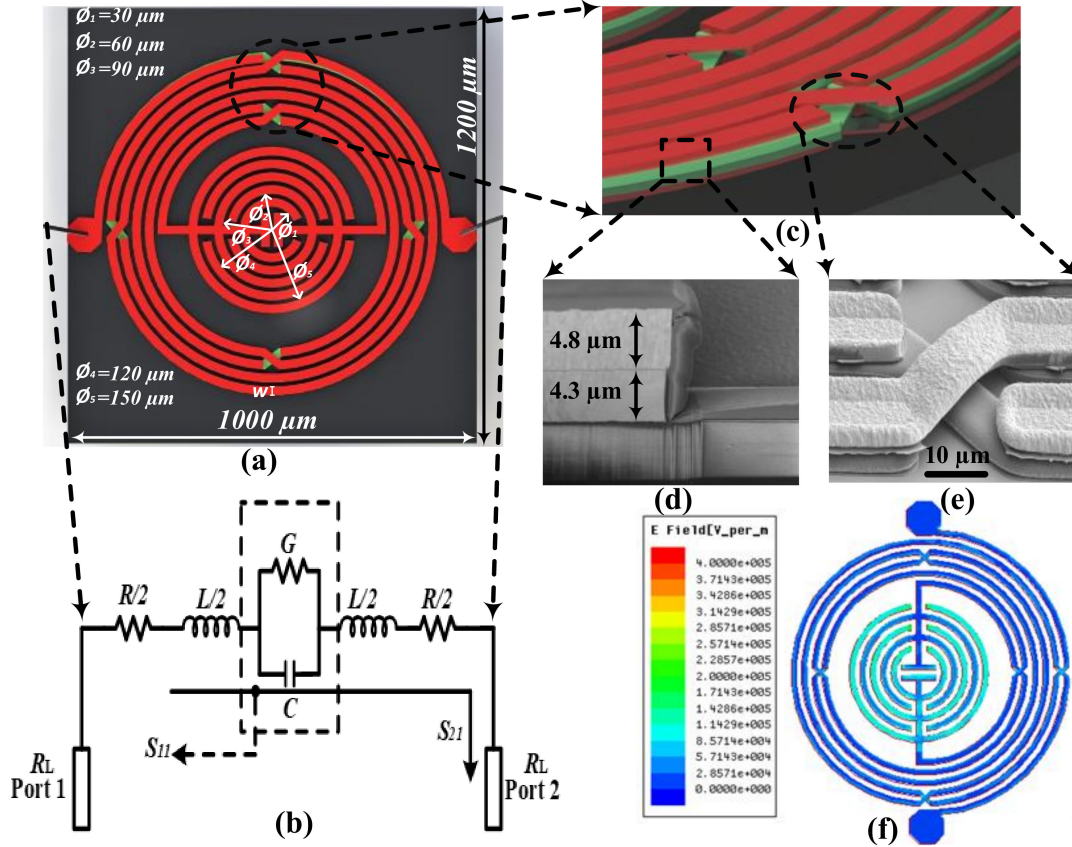 Ø1=30 μm
Ø2=60 μm
Ø3=90 μm
1200 μm
Ø2
Ø1
Ø3
Ø4
Ø5
Ø4=120 μm
Ø5=150 μm
W
1000 μm
(a)
(c)
4.8 μm
4.3 μm
(d)
10 μm
(e)
G
R/2
L/2
L/2
R/2
C
S11
S21
RL
Port 1
RL
Port 2
(b)
E Field[V_per_m
4.0000e+005
3.7143e+005
3.4286e+005
3.1429e+005
2.8571e+005
2.5714e+005
2.2857e+005
2.0000e+005
1.7143e+005
1.4286e+005
1.1429e+005
8.5714e+004
5.7143e+004
2.8571e+004
0.0000e+000
(f)